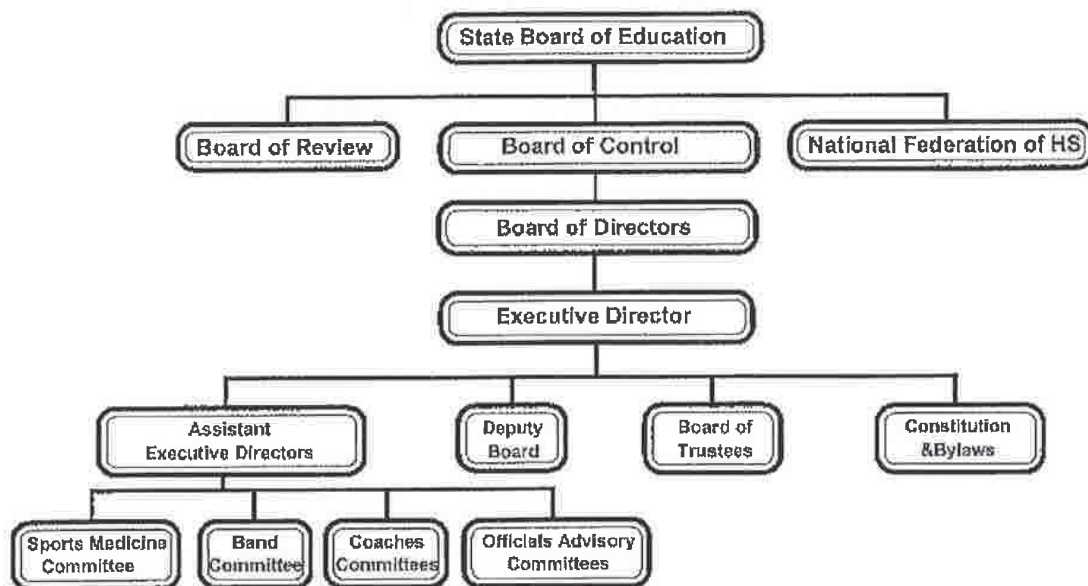 State Board of Education
Board of Review
Board of Control
National Federation of HS
Board of Directors
Executive Director
Assistant
Executive Directors
Deputy
Board
Board of
Trustees
Constitution
&Bylaws
Sports Medicine
Committee
Band
Committee
Coaches
Committees
Officials Advisory
Committees